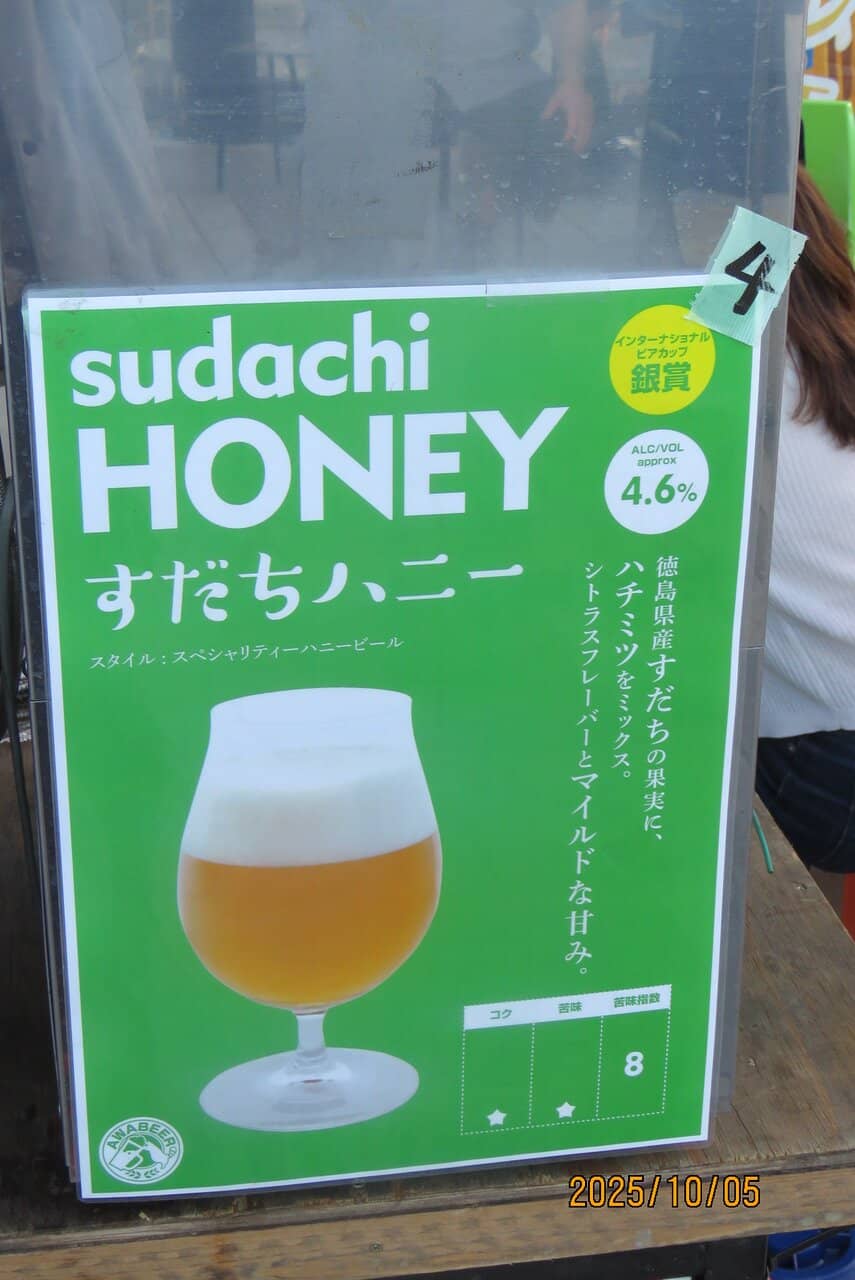 4
sudachi
HONEY
すだちハニー
スタイル：スペシャリティーハニービール
インターナショナル
ビアカップ
銀賞
ALC/VOL
approx
4.6%
徳島県産すだちの果実に、
ハチミツをミックス。
シトラスフレーバーとマイルドな甘み。
コク 苦味 苦味指数
★ ★ 8
AWABEER
2025/10/05